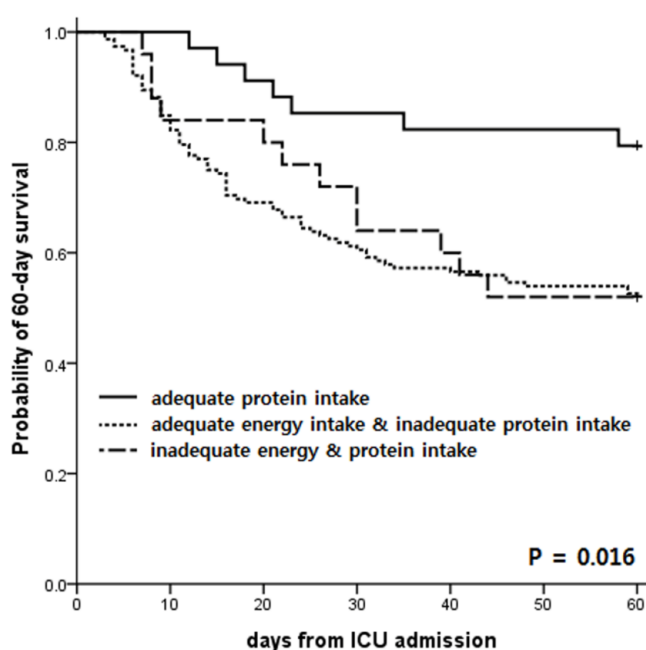 Probability of 60-day survival
1.0
0.8
0.6
0.4
0.2
0.0
adequate protein intake
adequate energy intake & inadequate protein intake
inadequate energy & protein intake
P = 0.016
0 10 20 30 40 50 60
days from ICU admission